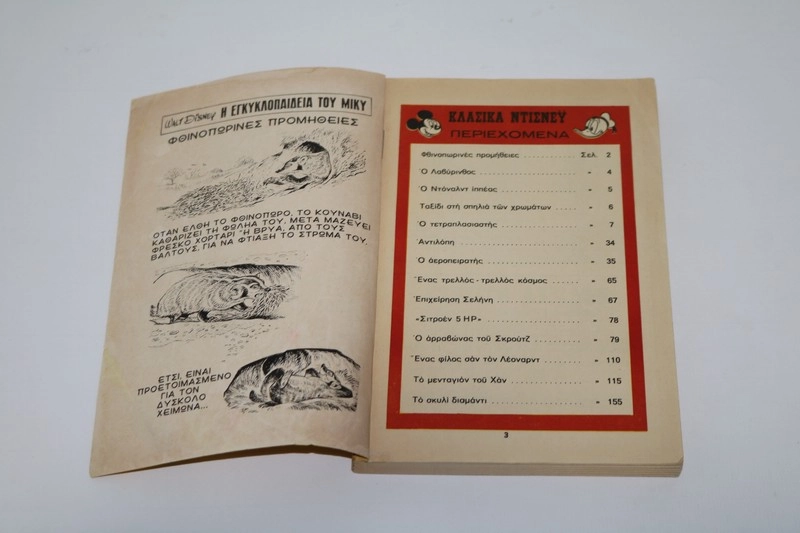 WALT DISNEY Η ΕΓΚΥΚΛΟΠΑΙΔΕΙΑ ΤΟΥ ΜΙΚΥ
ΦΘΙΝΟΠΩΡΙΝΕΣ ΠΡΟΜΗΘΕΙΕΣ
ΟΤΑΝ ΕΛΘΗ ΤΟ ΦΘΙΝΟΠΩΡΟ, ΤΟ ΚΟΥΝΑΒΙ
ΚΑΘΑΡΙΖΕΙ ΤΗ ΦΩΛΗΑ ΤΟΥ. ΜΕΤΑ ΜΑΖΕΥΕΙ
ΦΡΕΣΚΟ ΧΟΡΤΑΡΙ Ή ΒΡΥΑ, ΑΠΟ ΤΟΥΣ
ΒΑΛΤΟΥΣ, ΓΙΑ ΝΑ ΦΤΙΑΞΗ ΤΟ ΣΤΡΩΜΑ ΤΟΥ.
ΕΤΣΙ, ΕΙΝΑΙ
ΠΡΟΕΤΟΙΜΑΣΜΕΝΟ
ΓΙΑ ΤΟΝ
ΔΥΣΚΟΛΟ
ΧΕΙΜΩΝΑ...
ΚΛΑΣΙΚΑ ΝΤΙΣΝΕΥ
ΠΕΡΙΕΧΟΜΕΝΑ
Φθινοπωρινές προμήθειες .......... Σελ. 2
Ὁ Λαβύρινθος .......... » 4
Ὁ Ντόναλντ ἱππέας .......... » 5
Ταξίδι στή σπηλιά τῶν χρωμάτων .. » 6
Ὁ τετραπλασιαστής .......... » 7
Ἀντιλόπη .......... » 34
Ὁ ἀεροπειρατής .......... » 35
Ἕνας τρελλός - τρελλός κόσμος ...... » 65
Ἐπιχείρηση Σελήνη .......... » 67
«Σιτροέν 5 HP» .......... » 78
Ὁ ἀρραβώνας τοῦ Σκρούτζ .......... » 79
Ἕνας φίλος σάν τόν Λέοναρντ ...... » 110
Τό μενταγιόν τοῦ Χάν .......... » 115
Τό σκυλί διαμάντι .......... » 155
3